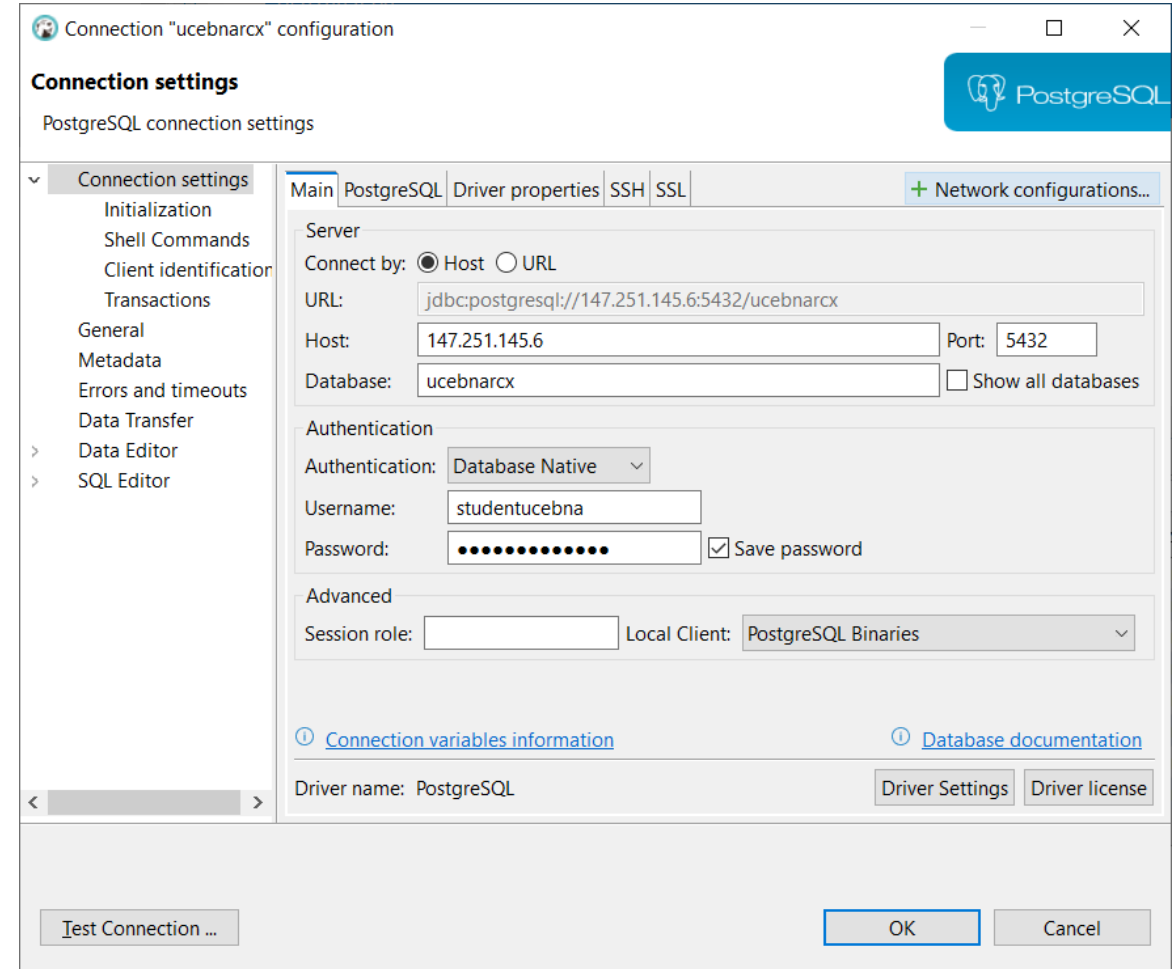 Connection "ucebnarcx" configuration
Connection settings
PostgreSQL connection settings
PostgreSQL
Connection settings
Initialization
Shell Commands
Client identification
Transactions
General
Metadata
Errors and timeouts
Data Transfer
Data Editor
SQL Editor
Main PostgreSQL Driver properties SSH SSL + Network configurations...
Server
Connect by: Host URL
URL: jdbc:postgresql://147.251.145.6:5432/ucebnarcx
Host: 147.251.145.6 Port: 5432
Database: ucebnarcx Show all databases
Authentication
Authentication: Database Native
Username: studentucebna
Password: ●●●●●●●●●●●●● Save password
Advanced
Session role: Local Client: PostgreSQL Binaries
Connection variables information Database documentation
Driver name: PostgreSQL Driver Settings Driver license
Test Connection ... OK Cancel